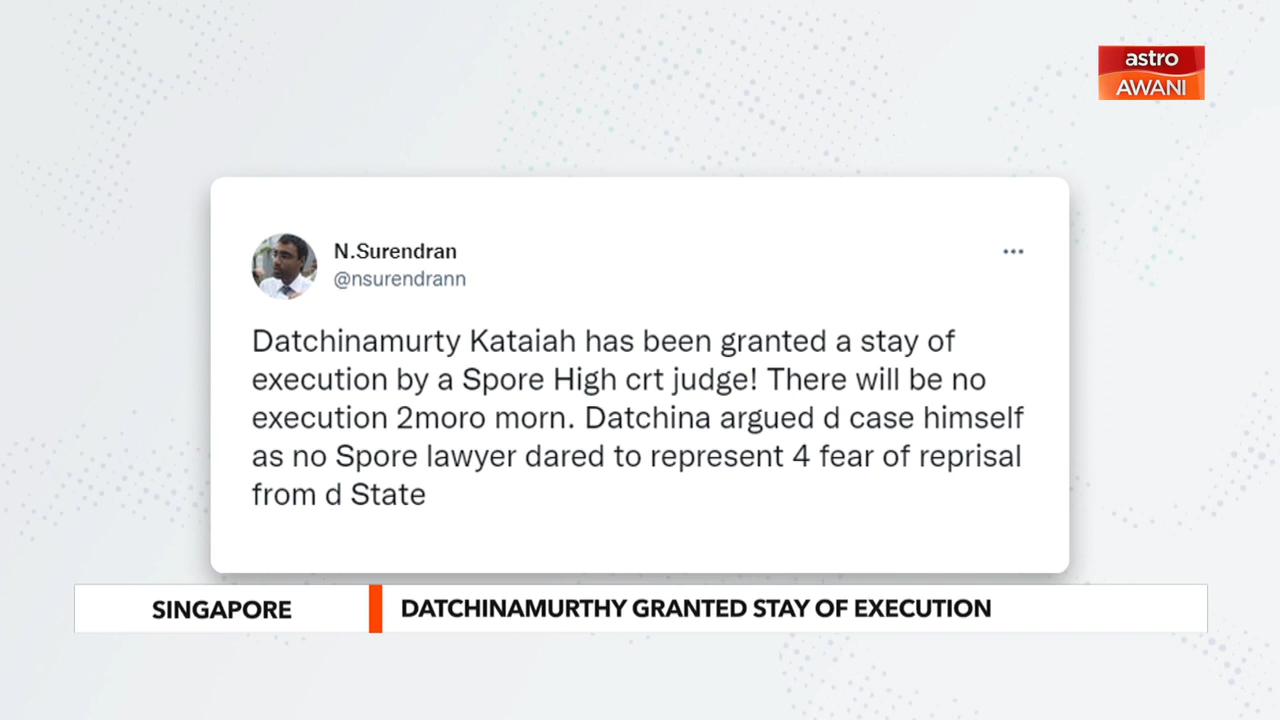 astro
AWANI
N.Surendran
@nsurendrann
Datchinamurty Kataiah has been granted a stay of
execution by a Spore High crt judge! There will be no
execution 2moro morn. Datchina argued d case himself
as no Spore lawyer dared to represent 4 fear of reprisal
from d State
SINGAPORE
DATCHINAMURTHY GRANTED STAY OF EXECUTION